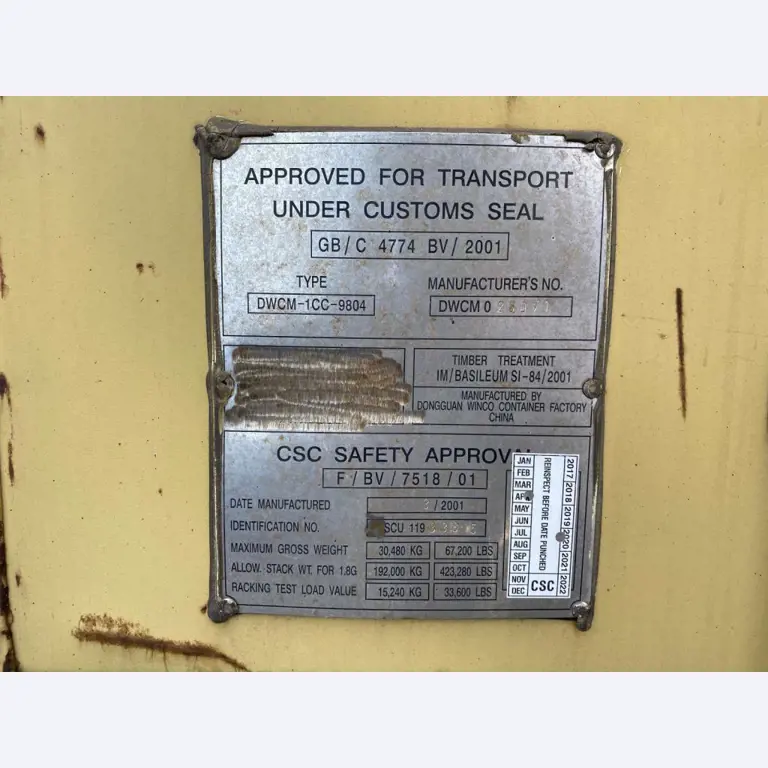 APPROVED FOR TRANSPORT
UNDER CUSTOMS SEAL
GB/C 4774 BV/2001
TYPE
DWCM-1CC-9804
MANUFACTURER'S NO.
DWCM 0
TIMBER TREATMENT
IM/BASILEUM SI-84/2001
MANUFACTURED BY
DONGGUAN WINCO CONTAINER FACTORY
CHINA
CSC SAFETY APPROVAL
F/BV/7518/01
DATE MANUFACTURED /2001
IDENTIFICATION NO. SCU 119
MAXIMUM GROSS WEIGHT 30,480 KG 67,200 LBS
ALLOW. STACK WT. FOR 1.8G 192,000 KG 423,280 LBS
RACKING TEST LOAD VALUE 15,240 KG 33,600 LBS
JAN
FEB
MAR
APR
MAY
JUN
JUL
AUG
SEP
OCT
NOV
DEC
REINSPECT BEFORE DATE PUNCHED
CSC
2017 2018 2019 2020 2021 2022